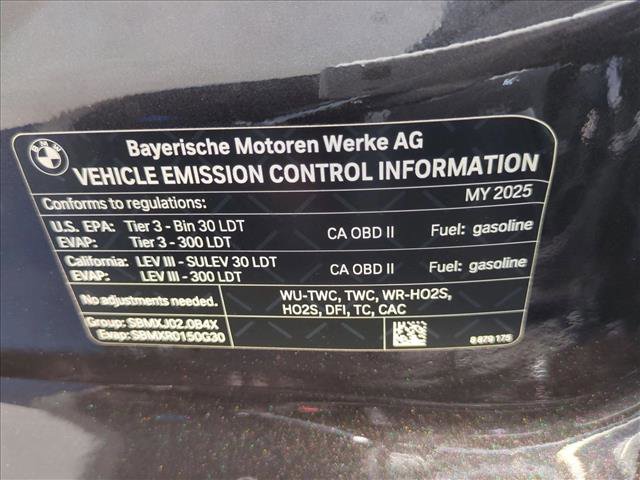 BMW
Bayerische Motoren Werke AG
VEHICLE EMISSION CONTROL INFORMATION
Conforms to regulations: MY 2025
U.S. EPA: Tier 3 - Bin 30 LDT CA OBD II Fuel: gasoline
EVAP: Tier 3 - 300 LDT
California: LEV III - SULEV 30 LDT CA OBD II Fuel: gasoline
EVAP: LEV III - 300 LDT
No adjustments needed. WU-TWC, TWC, WR-HO2S,
HO2S, DFI, TC, CAC
Group: SBMXJ02.0B4X
Evap: SBMXR0150G30
8 879 175